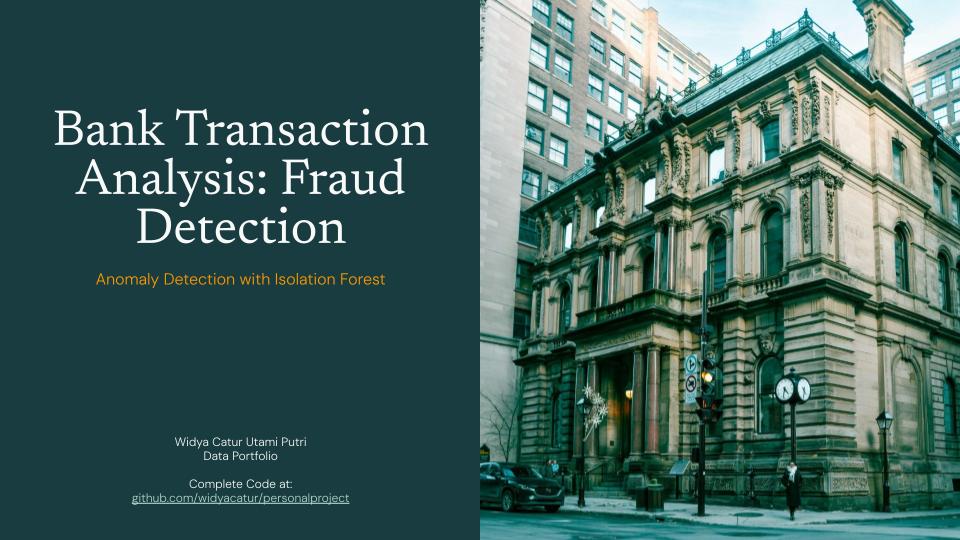 Bank Transaction
Analysis: Fraud
Detection
Anomaly Detection with Isolation Forest
Widya Catur Utami Putri
Data Portfolio
Complete Code at:
github.com/widyacatur/personalproject